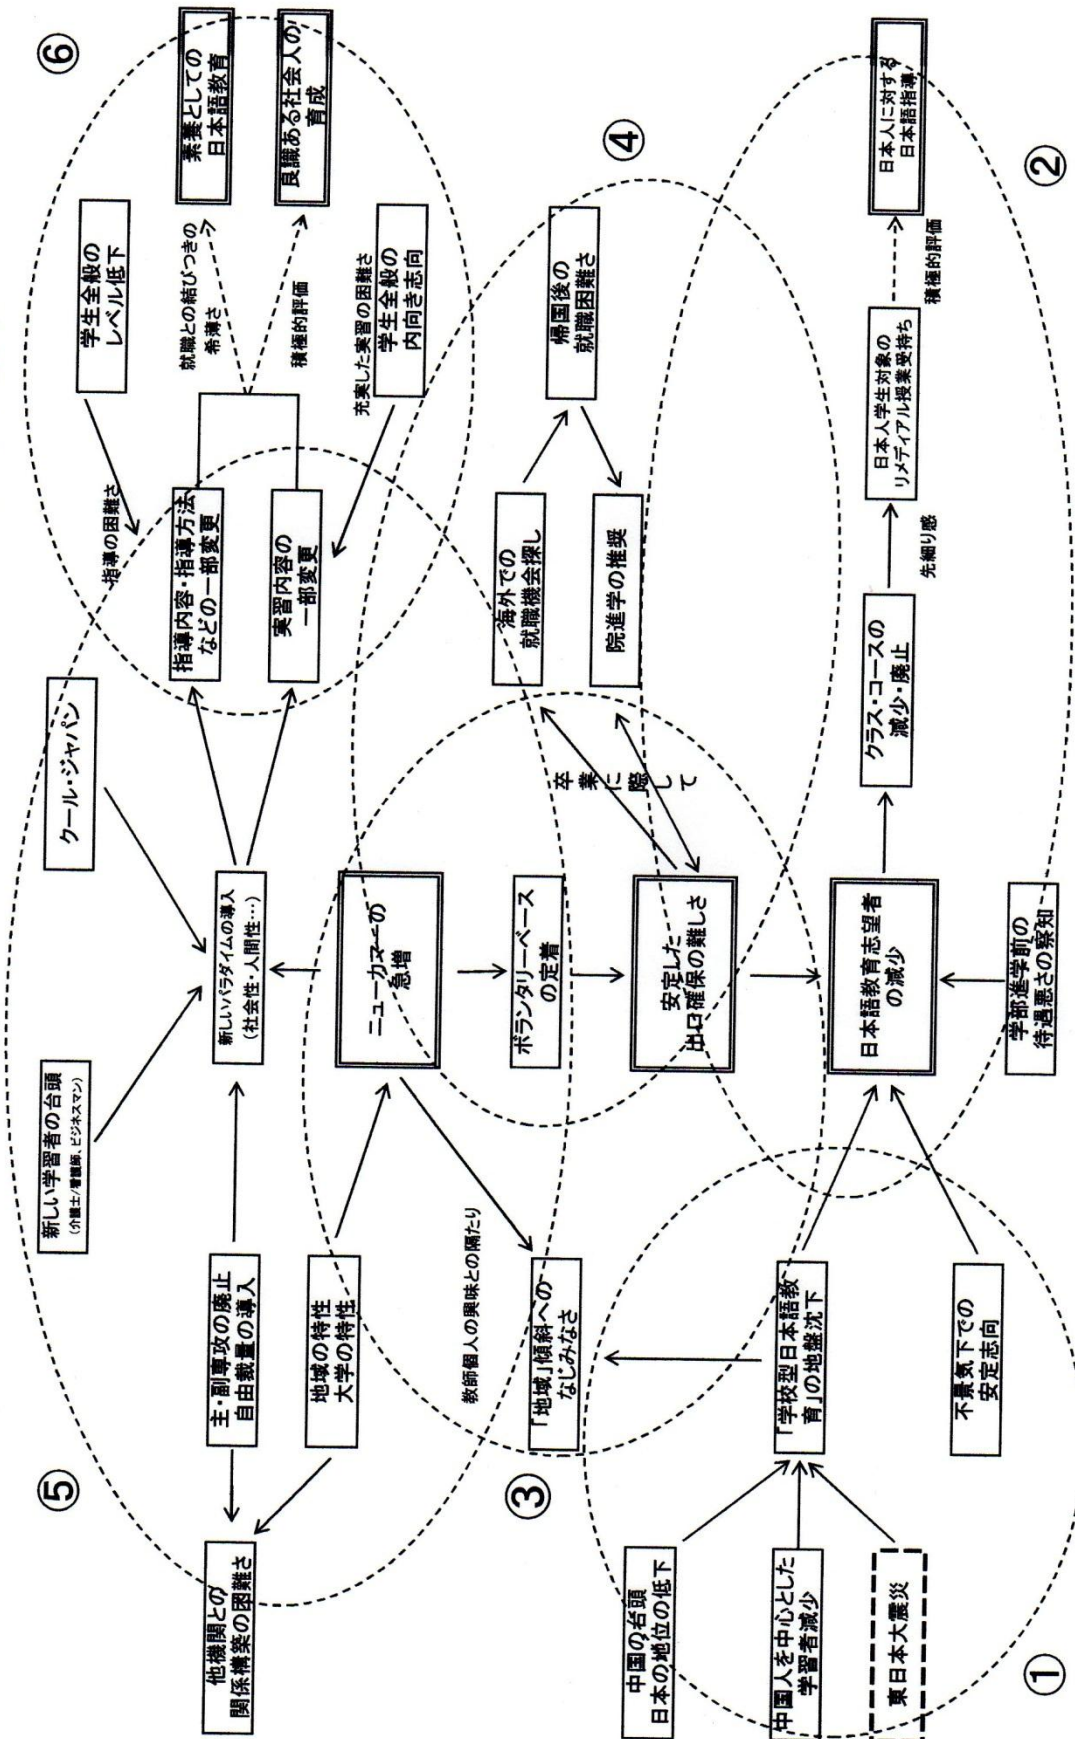 ⑤
他機関との
関係構築の困難さ
主・副専攻の廃止
自由裁量の導入
地域の特性
大学の特性
新しい学習者の台頭
（介護士/看護師、ビジネスマン）
クール・ジャパン
新しいパラダイムの導入
（社会性・人間性…）
ニューカマーの
急増
ボランタリーベース
の定着
安定した
出口確保の難しさ
日本語教育志望者
の減少
学部進学前の
待遇悪さの察知
③
教師個人の興味との隔たり
「地域」傾斜への
なじみなさ
①
中国の台頭
日本の地位の低下
中国人を中心とした
学習者減少
東日本大震災
「学校型日本語教
育」の地盤沈下
不景気下での
安定志向
⑥
学生全般の
レベル低下
指導の困難さ
指導内容・指導方法
などの一部変更
実習内容の
一部変更
就職との結びつきの
希薄さ
積極的評価
素養としての
日本語教育
良識ある社会人の
育成
充実した実習の困難さ
学生全般の
内向き志向
④
卒業に際して
海外での
就職機会探し
院進学の推奨
帰国後の
就職困難さ
②
クラス・コースの
減少・廃止
先細り感
日本人学生対象の
リメディアル授業受持ち
積極的評価
日本人に対する
日本語指導